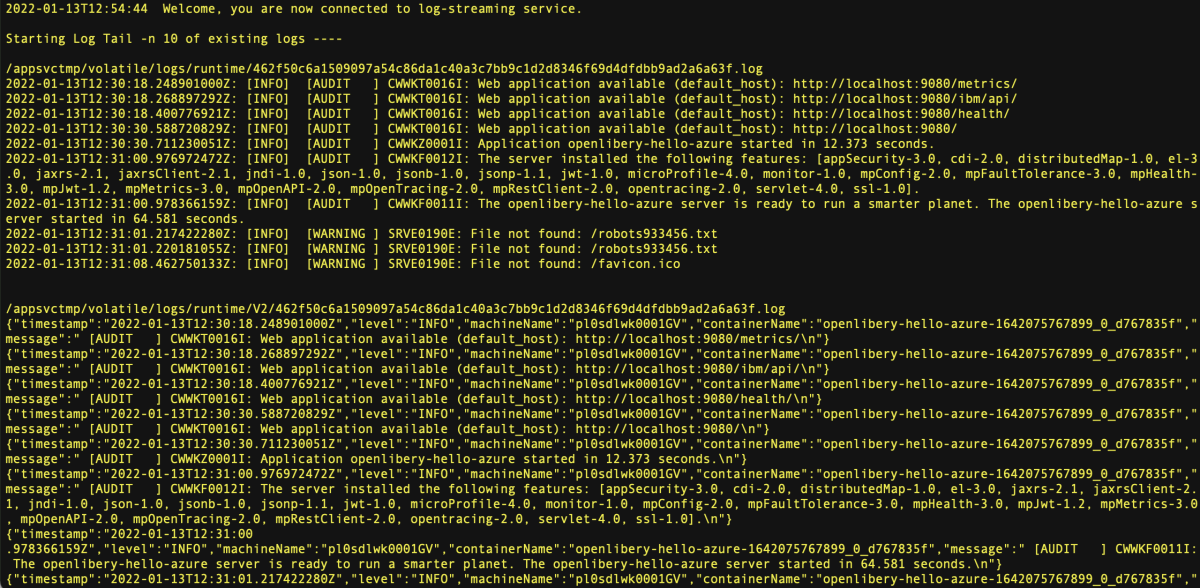 2022-01-13T12:54:44  Welcome, you are now connected to log-streaming service.
Starting Log Tail -n 10 of existing logs ----
/appsvctmp/volatile/logs/runtime/462f50c6a1509097a54c86da1c40a3c7bb9c1d2d8346f69d4dfdbb9ad2a6a63f.log
2022-01-13T12:30:18.248901000Z: [INFO]  [AUDIT   ] CWWKT0016I: Web application available (default_host): http://localhost:9080/metrics/
2022-01-13T12:30:18.268897292Z: [INFO]  [AUDIT   ] CWWKT0016I: Web application available (default_host): http://localhost:9080/ibm/api/
2022-01-13T12:30:18.400776921Z: [INFO]  [AUDIT   ] CWWKT0016I: Web application available (default_host): http://localhost:9080/health/
2022-01-13T12:30:30.588720829Z: [INFO]  [AUDIT   ] CWWKT0016I: Web application available (default_host): http://localhost:9080/
2022-01-13T12:30:30.711230051Z: [INFO]  [AUDIT   ] CWWKZ0001I: Application openlibery-hello-azure started in 12.373 seconds.
2022-01-13T12:31:00.976972472Z: [INFO]  [AUDIT   ] CWWKF0012I: The server installed the following features: [appSecurity-3.0, cdi-2.0, distributedMap-1.0, el-3
.0, jaxrs-2.1, jaxrsClient-2.1, jndi-1.0, json-1.0, jsonb-1.0, jsonp-1.1, jwt-1.0, microProfile-4.0, monitor-1.0, mpConfig-2.0, mpFaultTolerance-3.0, mpHealth-
3.0, mpJwt-1.2, mpMetrics-3.0, mpOpenAPI-2.0, mpOpenTracing-2.0, mpRestClient-2.0, opentracing-2.0, servlet-4.0, ssl-1.0].
2022-01-13T12:31:00.978366159Z: [INFO]  [AUDIT   ] CWWKF0011I: The openlibery-hello-azure server is ready to run a smarter planet. The openlibery-hello-azure s
erver started in 64.581 seconds.
2022-01-13T12:31:01.217422280Z: [INFO]  [WARNING ] SRVE0190E: File not found: /robots933456.txt
2022-01-13T12:31:01.220181055Z: [INFO]  [WARNING ] SRVE0190E: File not found: /robots933456.txt
2022-01-13T12:31:08.462750133Z: [INFO]  [WARNING ] SRVE0190E: File not found: /favicon.ico
/appsvctmp/volatile/logs/runtime/V2/462f50c6a1509097a54c86da1c40a3c7bb9c1d2d8346f69d4dfdbb9ad2a6a63f.log
{"timestamp":"2022-01-13T12:30:18.248901000Z","level":"INFO","machineName":"pl0sdlwk0001GV","containerName":"openlibery-hello-azure-1642075767899_0_d767835f","
message":" [AUDIT   ] CWWKT0016I: Web application available (default_host): http://localhost:9080/metrics/\n"}
{"timestamp":"2022-01-13T12:30:18.268897292Z","level":"INFO","machineName":"pl0sdlwk0001GV","containerName":"openlibery-hello-azure-1642075767899_0_d767835f","
message":" [AUDIT   ] CWWKT0016I: Web application available (default_host): http://localhost:9080/ibm/api/\n"}
{"timestamp":"2022-01-13T12:30:18.400776921Z","level":"INFO","machineName":"pl0sdlwk0001GV","containerName":"openlibery-hello-azure-1642075767899_0_d767835f","
message":" [AUDIT   ] CWWKT0016I: Web application available (default_host): http://localhost:9080/health/\n"}
{"timestamp":"2022-01-13T12:30:30.588720829Z","level":"INFO","machineName":"pl0sdlwk0001GV","containerName":"openlibery-hello-azure-1642075767899_0_d767835f","
message":" [AUDIT   ] CWWKT0016I: Web application available (default_host): http://localhost:9080/\n"}
{"timestamp":"2022-01-13T12:30:30.711230051Z","level":"INFO","machineName":"pl0sdlwk0001GV","containerName":"openlibery-hello-azure-1642075767899_0_d767835f","
message":" [AUDIT   ] CWWKZ0001I: Application openlibery-hello-azure started in 12.373 seconds.\n"}
{"timestamp":"2022-01-13T12:31:00.976972472Z","level":"INFO","machineName":"pl0sdlwk0001GV","containerName":"openlibery-hello-azure-1642075767899_0_d767835f","
message":" [AUDIT   ] CWWKF0012I: The server installed the following features: [appSecurity-3.0, cdi-2.0, distributedMap-1.0, el-3.0, jaxrs-2.1, jaxrsClient-2.
1, jndi-1.0, json-1.0, jsonb-1.0, jsonp-1.1, jwt-1.0, microProfile-4.0, monitor-1.0, mpConfig-2.0, mpFaultTolerance-3.0, mpHealth-3.0, mpJwt-1.2, mpMetrics-3.0
, mpOpenAPI-2.0, mpOpenTracing-2.0, mpRestClient-2.0, opentracing-2.0, servlet-4.0, ssl-1.0].\n"}
{"timestamp":"2022-01-13T12:31:00
.978366159Z","level":"INFO","machineName":"pl0sdlwk0001GV","containerName":"openlibery-hello-azure-1642075767899_0_d767835f","message":" [AUDIT   ] CWWKF0011I:
 The openlibery-hello-azure server is ready to run a smarter planet. The openlibery-hello-azure server started in 64.581 seconds.\n"}
{"timestamp":"2022-01-13T12:31:01.217422280Z","level":"INFO","machineName":"pl0sdlwk0001GV","containerName":"openlibery-hello-azure-1642075767899_0_d767835f","